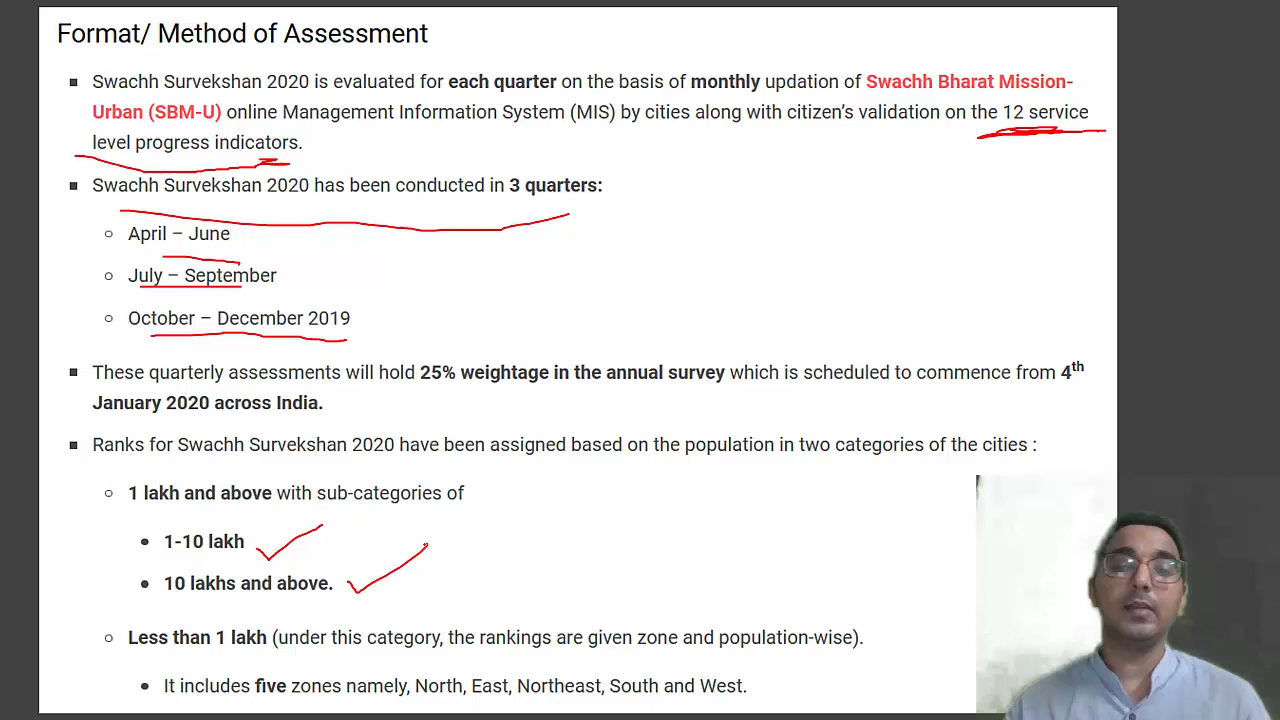 Format/ Method of Assessment
Swachh Survekshan 2020 is evaluated for each quarter on the basis of monthly updation of Swachh Bharat Mission-
Urban (SBM-U) online Management Information System (MIS) by cities along with citizen's validation on the 12 service
level progress indicators.
Swachh Survekshan 2020 has been conducted in 3 quarters:
April – June
July – September
October – December 2019
These quarterly assessments will hold 25% weightage in the annual survey which is scheduled to commence from 4th
January 2020 across India.
Ranks for Swachh Survekshan 2020 have been assigned based on the population in two categories of the cities :
1 lakh and above with sub-categories of
1-10 lakh
10 lakhs and above.
Less than 1 lakh (under this category, the rankings are given zone and population-wise).
It includes five zones namely, North, East, Northeast, South and West.